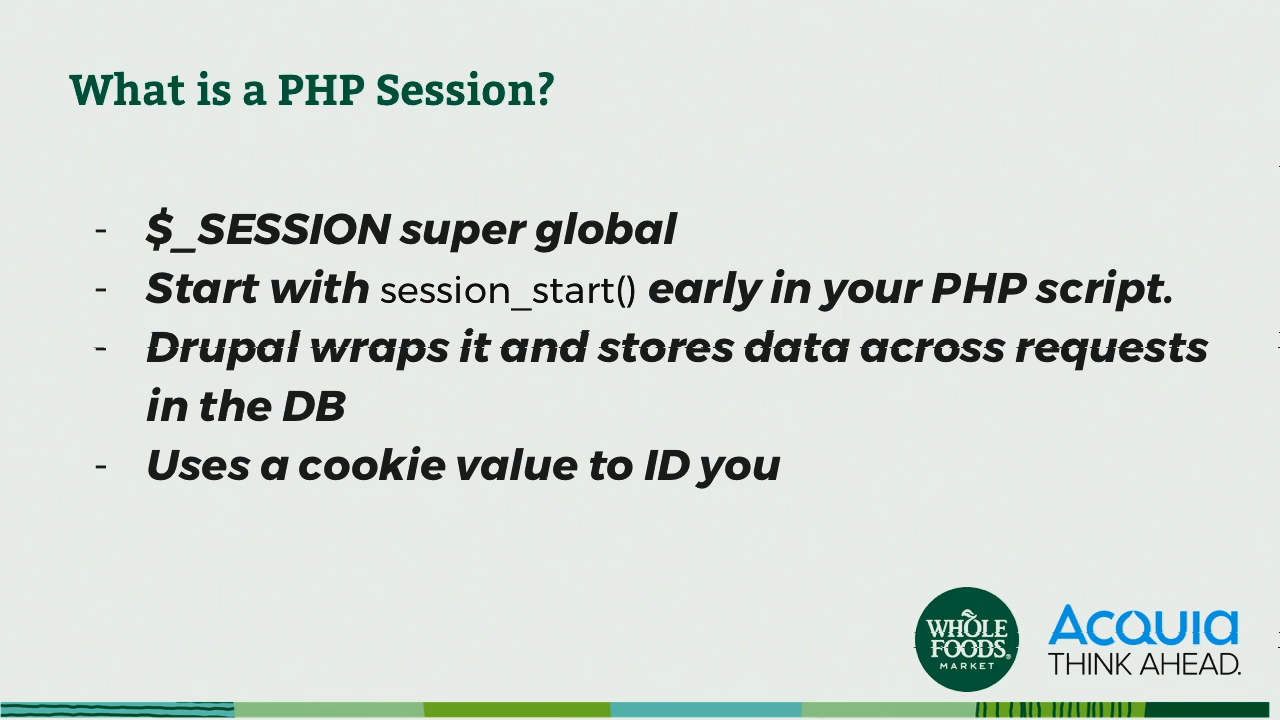 What is a PHP Session?
- $_SESSION super global
- Start with session_start() early in your PHP script.
- Drupal wraps it and stores data across requests
in the DB
- Uses a cookie value to ID you
WHOLE
FOODS®
MARKET
Acquia
THINK AHEAD.